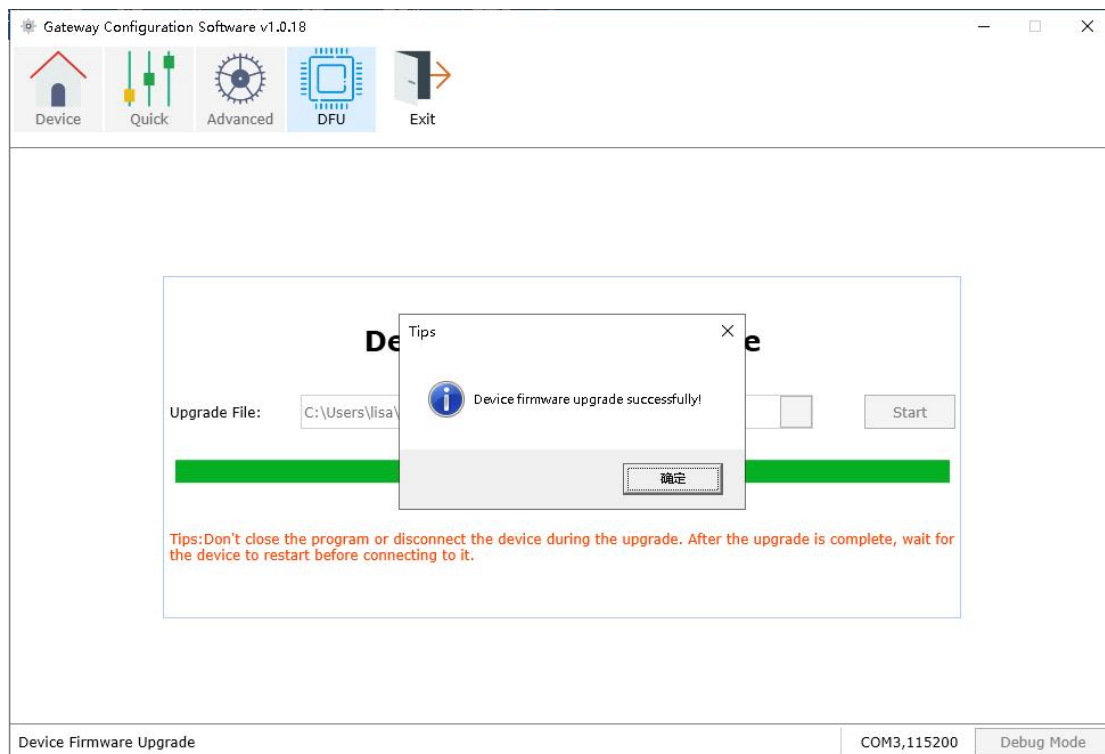 Gateway Configuration Software v1.0.18
Device Quick Advanced DFU Exit
De e
Tips
Device firmware upgrade successfully!
Upgrade File: C:\Users\lisa\ Start
确定
Tips:Don't close the program or disconnect the device during the upgrade. After the upgrade is complete, wait for
the device to restart before connecting to it.
Device Firmware Upgrade COM3,115200 Debug Mode